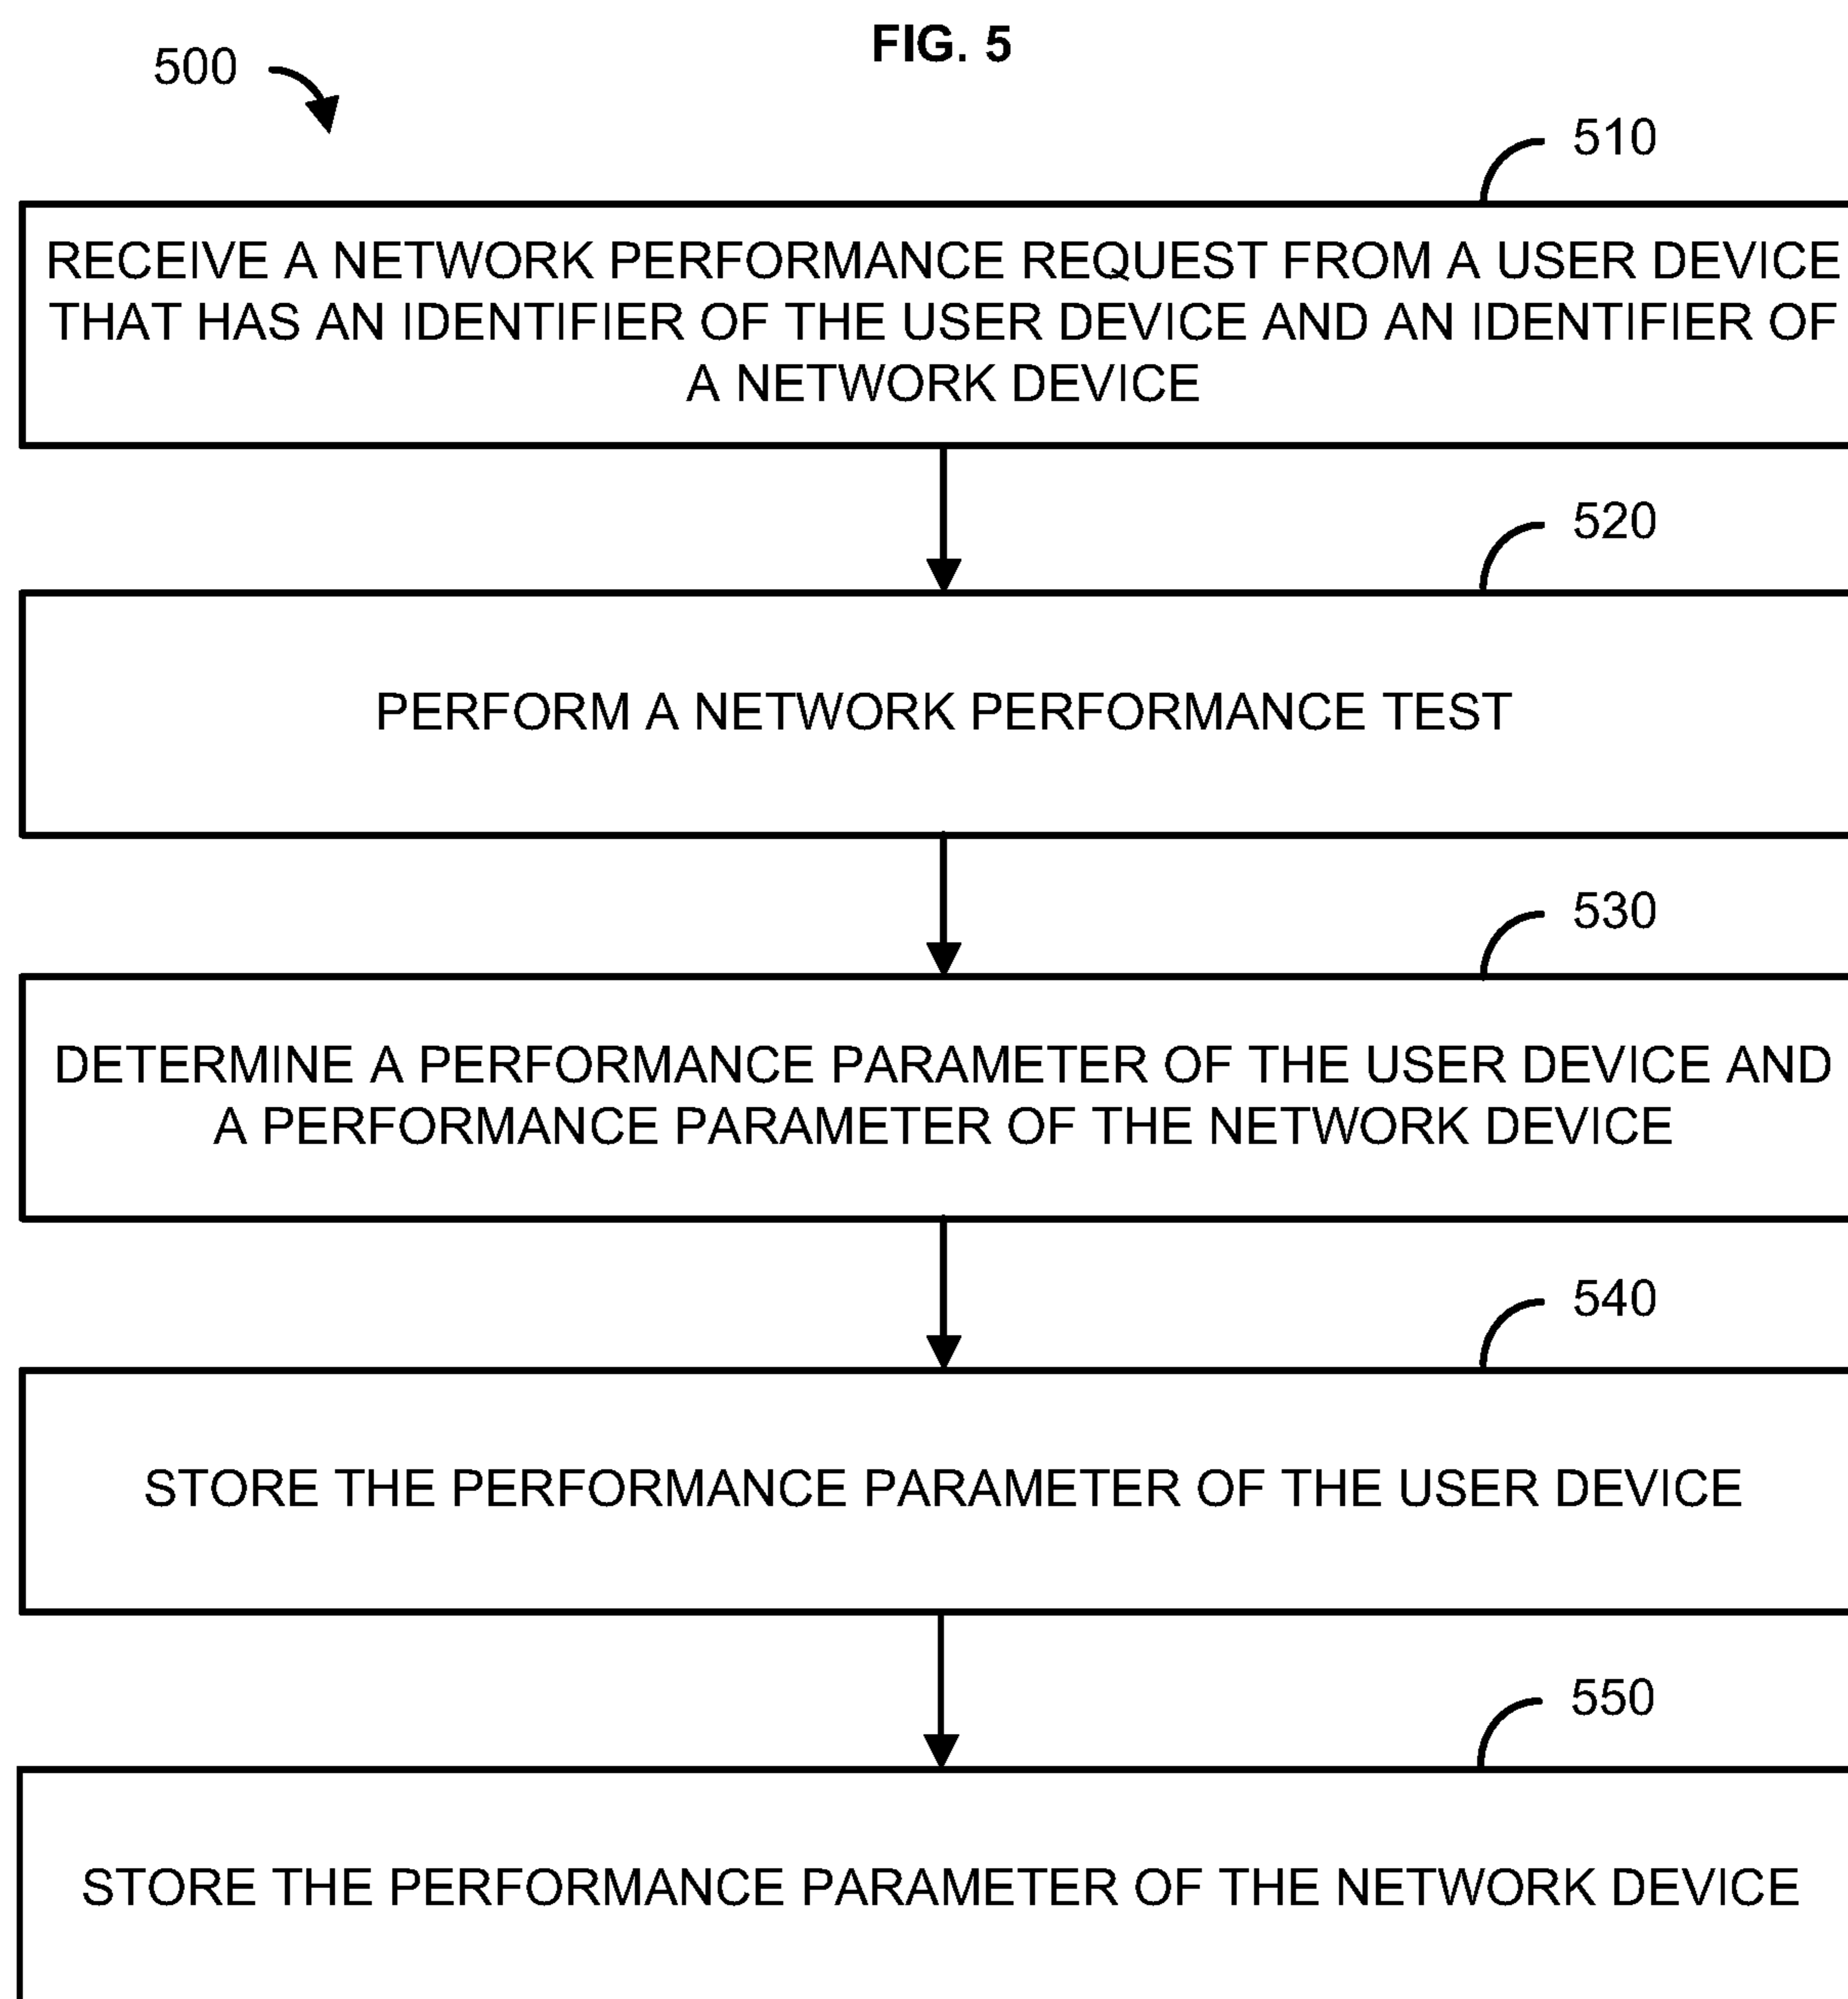 FIG. 5
500
510
RECEIVE A NETWORK PERFORMANCE REQUEST FROM A USER DEVICE
THAT HAS AN IDENTIFIER OF THE USER DEVICE AND AN IDENTIFIER OF
A NETWORK DEVICE
520
PERFORM A NETWORK PERFORMANCE TEST
530
DETERMINE A PERFORMANCE PARAMETER OF THE USER DEVICE AND
A PERFORMANCE PARAMETER OF THE NETWORK DEVICE
540
STORE THE PERFORMANCE PARAMETER OF THE USER DEVICE
550
STORE THE PERFORMANCE PARAMETER OF THE NETWORK DEVICE